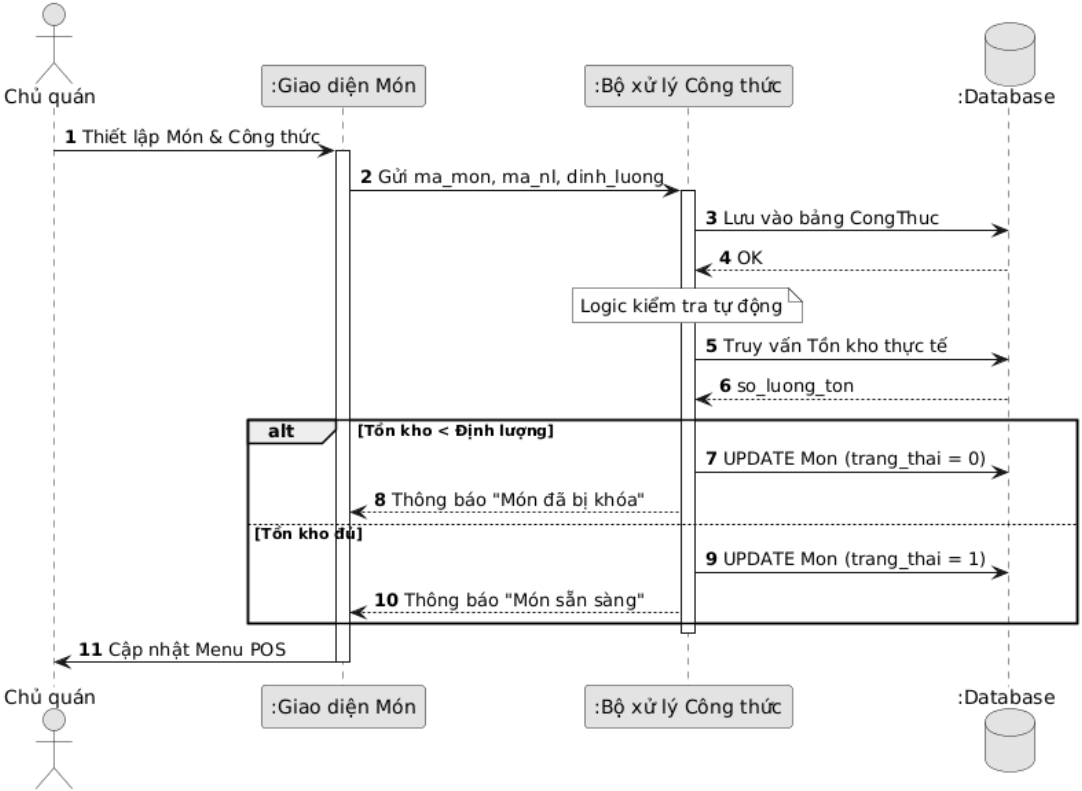 Chủ quán
:Giao diện Món
:Bộ xử lý Công thức
:Database
1 Thiết lập Món & Công thức
2 Gửi ma_mon, ma_nl, dinh_luong
3 Lưu vào bảng CongThuc
4 OK
Logic kiểm tra tự động
5 Truy vấn Tồn kho thực tế
6 so_luong_ton
alt [Tồn kho < Định lượng]
7 UPDATE Mon (trang_thai = 0)
8 Thông báo "Món đã bị khóa"
[Tồn kho đủ]
9 UPDATE Mon (trang_thai = 1)
10 Thông báo "Món sẵn sàng"
11 Cập nhật Menu POS
Chủ quán
:Giao diện Món
:Bộ xử lý Công thức
:Database